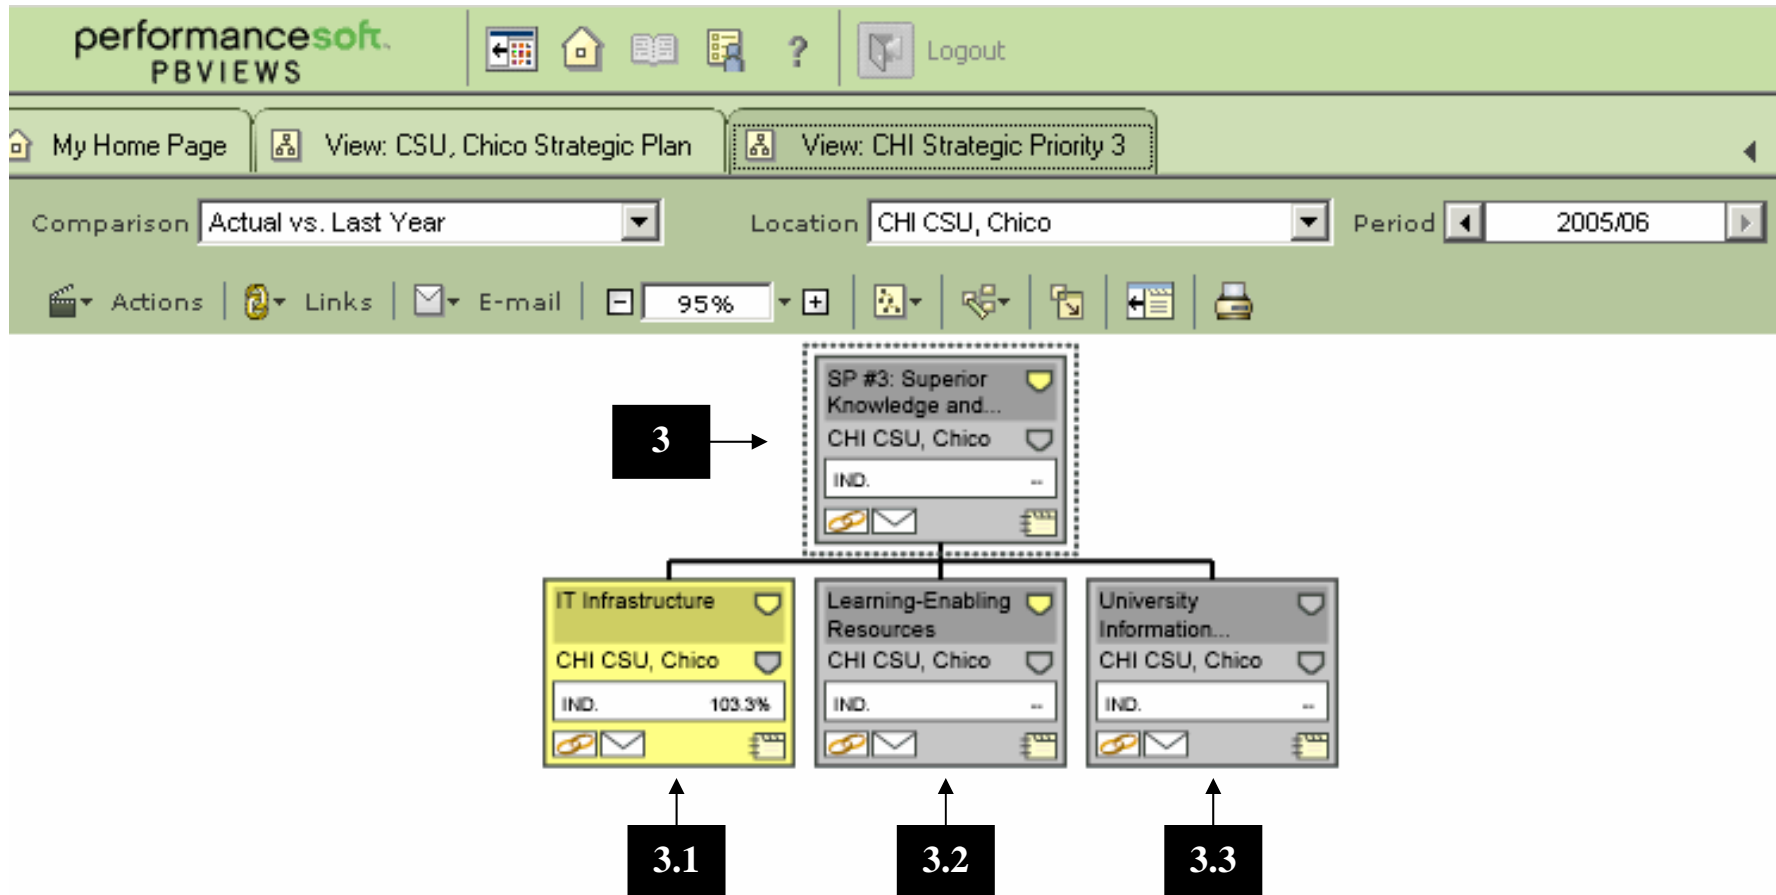 performancesoft.
PBVIEWS
?
Logout
My Home Page
View: CSU, Chico Strategic Plan
View: CHI Strategic Priority 3
Comparison
Actual vs. Last Year
Location
CHI CSU, Chico
Period
2005/06
Actions
Links
E-mail
95%
SP #3: Superior
Knowledge and...
CHI CSU, Chico
IND. --
3
IT Infrastructure
CHI CSU, Chico
IND. 103.3%
Learning-Enabling
Resources
CHI CSU, Chico
IND. --
University
Information...
CHI CSU, Chico
IND. --
3.1
3.2
3.3